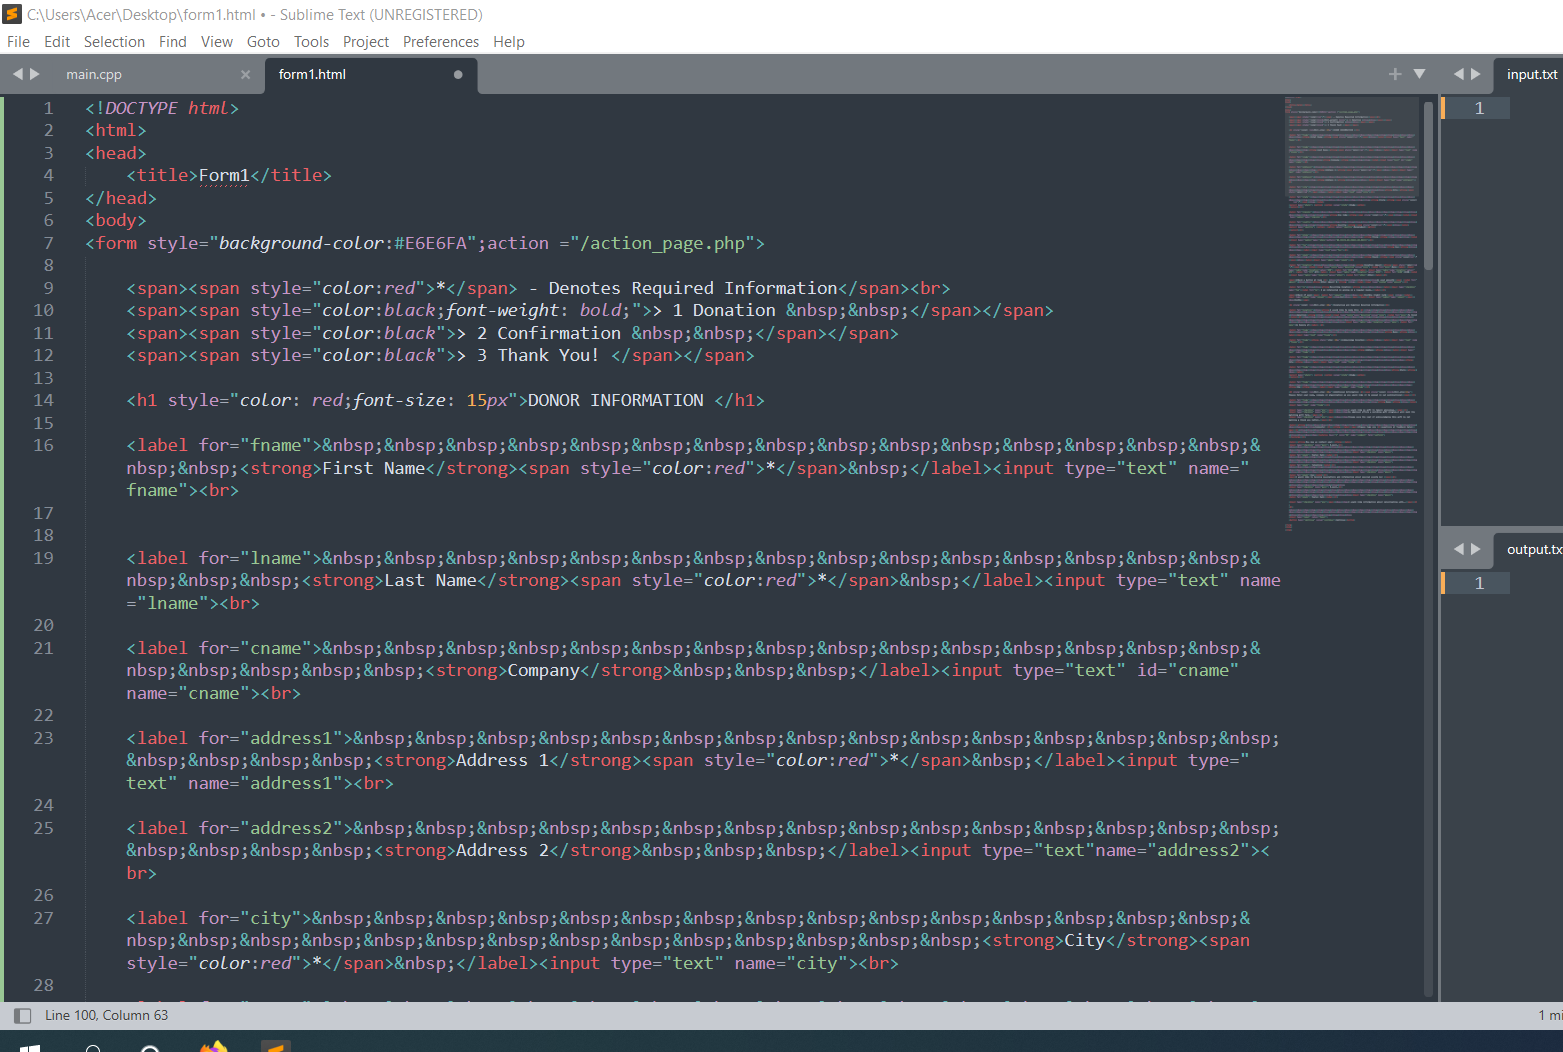 C:\Users\Acer\Desktop\form1.html • - Sublime Text (UNREGISTERED)
File Edit Selection Find View Goto Tools Project Preferences Help
main.cpp × form1.html
input.txt
1 <!DOCTYPE html>
2 <html>
3 <head>
4 <title>Form1</title>
5 </head>
6 <body>
7 <form style="background-color:#E6E6FA";action ="/action_page.php">
8
9 <span><span style="color:red">*</span> - Denotes Required Information</span><br>
10 <span><span style="color:black;font-weight: bold; ">> 1 Donation &nbsp;&nbsp;</span></span>
11 <span><span style="color:black">> 2 Confirmation &nbsp;&nbsp;</span></span>
12 <span><span style="color:black">> 3 Thank You! </span></span>
13
14 <h1 style="color: red;font-size: 15px">DONOR INFORMATION </h1>
15
16 <label for="fname">&nbsp;&nbsp;&nbsp;&nbsp;&nbsp;&nbsp;&nbsp;&nbsp;&nbsp;&nbsp;&nbsp;&nbsp;&nbsp;&nbsp;&nbsp;&
nbsp;&nbsp;<strong>First Name</strong><span style="color:red">*</span>&nbsp;</label><input type="text" name="
fname"><br>
17
18
19 <label for="lname">&nbsp;&nbsp;&nbsp;&nbsp;&nbsp;&nbsp;&nbsp;&nbsp;&nbsp;&nbsp;&nbsp;&nbsp;&nbsp;&nbsp;&nbsp;&
nbsp;&nbsp;&nbsp;<strong>Last Name</strong><span style="color:red">*</span>&nbsp;</label><input type="text" name
="lname"><br>
20
21 <label for="cname">&nbsp;&nbsp;&nbsp;&nbsp;&nbsp;&nbsp;&nbsp;&nbsp;&nbsp;&nbsp;&nbsp;&nbsp;&nbsp;&nbsp;&nbsp;&
nbsp;&nbsp;&nbsp;&nbsp;&nbsp;<strong>Company</strong>&nbsp;&nbsp;&nbsp;</label><input type="text" id="cname"
name="cname"><br>
22
23 <label for="address1">&nbsp;&nbsp;&nbsp;&nbsp;&nbsp;&nbsp;&nbsp;&nbsp;&nbsp;&nbsp;&nbsp;&nbsp;&nbsp;&nbsp;&nbsp;
&nbsp;&nbsp;&nbsp;&nbsp;<strong>Address 1</strong><span style="color:red">*</span>&nbsp;</label><input type="
text" name="address1"><br>
24
25 <label for="address2">&nbsp;&nbsp;&nbsp;&nbsp;&nbsp;&nbsp;&nbsp;&nbsp;&nbsp;&nbsp;&nbsp;&nbsp;&nbsp;&nbsp;&nbsp;
&nbsp;&nbsp;&nbsp;&nbsp;<strong>Address 2</strong>&nbsp;&nbsp;&nbsp;</label><input type="text"name="address2"><
br>
26
27 <label for="city">&nbsp;&nbsp;&nbsp;&nbsp;&nbsp;&nbsp;&nbsp;&nbsp;&nbsp;&nbsp;&nbsp;&nbsp;&nbsp;&nbsp;&nbsp;&
nbsp;&nbsp;&nbsp;&nbsp;&nbsp;&nbsp;&nbsp;&nbsp;&nbsp;&nbsp;&nbsp;&nbsp;&nbsp;&nbsp;<strong>City</strong><span
style="color:red">*</span>&nbsp;</label><input type="text" name="city"><br>
28
1
output.tx
1
Line 100, Column 63
1 mi